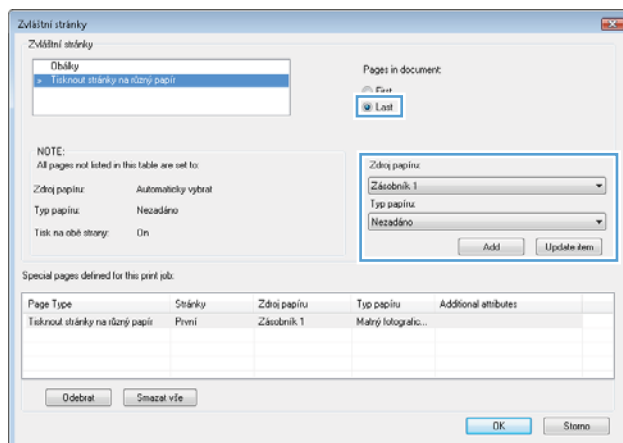 Zvláštní stránky
Zvláštní stránky
Obálky
» Tisknout stránky na různý papír
Pages in document:
First
Last
NOTE:
All pages not listed in this table are set to:
Zdroj papíru: Automaticky vybrat
Typ papíru: Nezadáno
Tisk na obě strany: On
Zdroj papíru:
Zásobník 1
Typ papíru:
Nezadáno
Add Update item
Special pages defined for this print job:
Page Type Stránky Zdroj papíru Typ papíru Additional attributes
Tisknout stránky na různý papír První Zásobník 1 Matný fotografic...
Odebrat Smazat vše
OK Storno